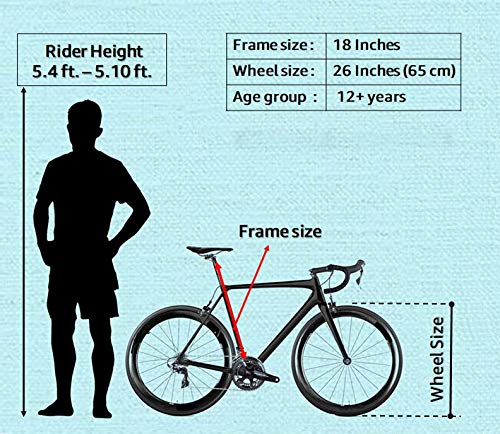 Rider Height
5.4 ft. – 5.10 ft.
Frame size : 18 Inches
Wheel size : 26 Inches (65 cm)
Age group : 12+ years
Frame size
Wheel Size